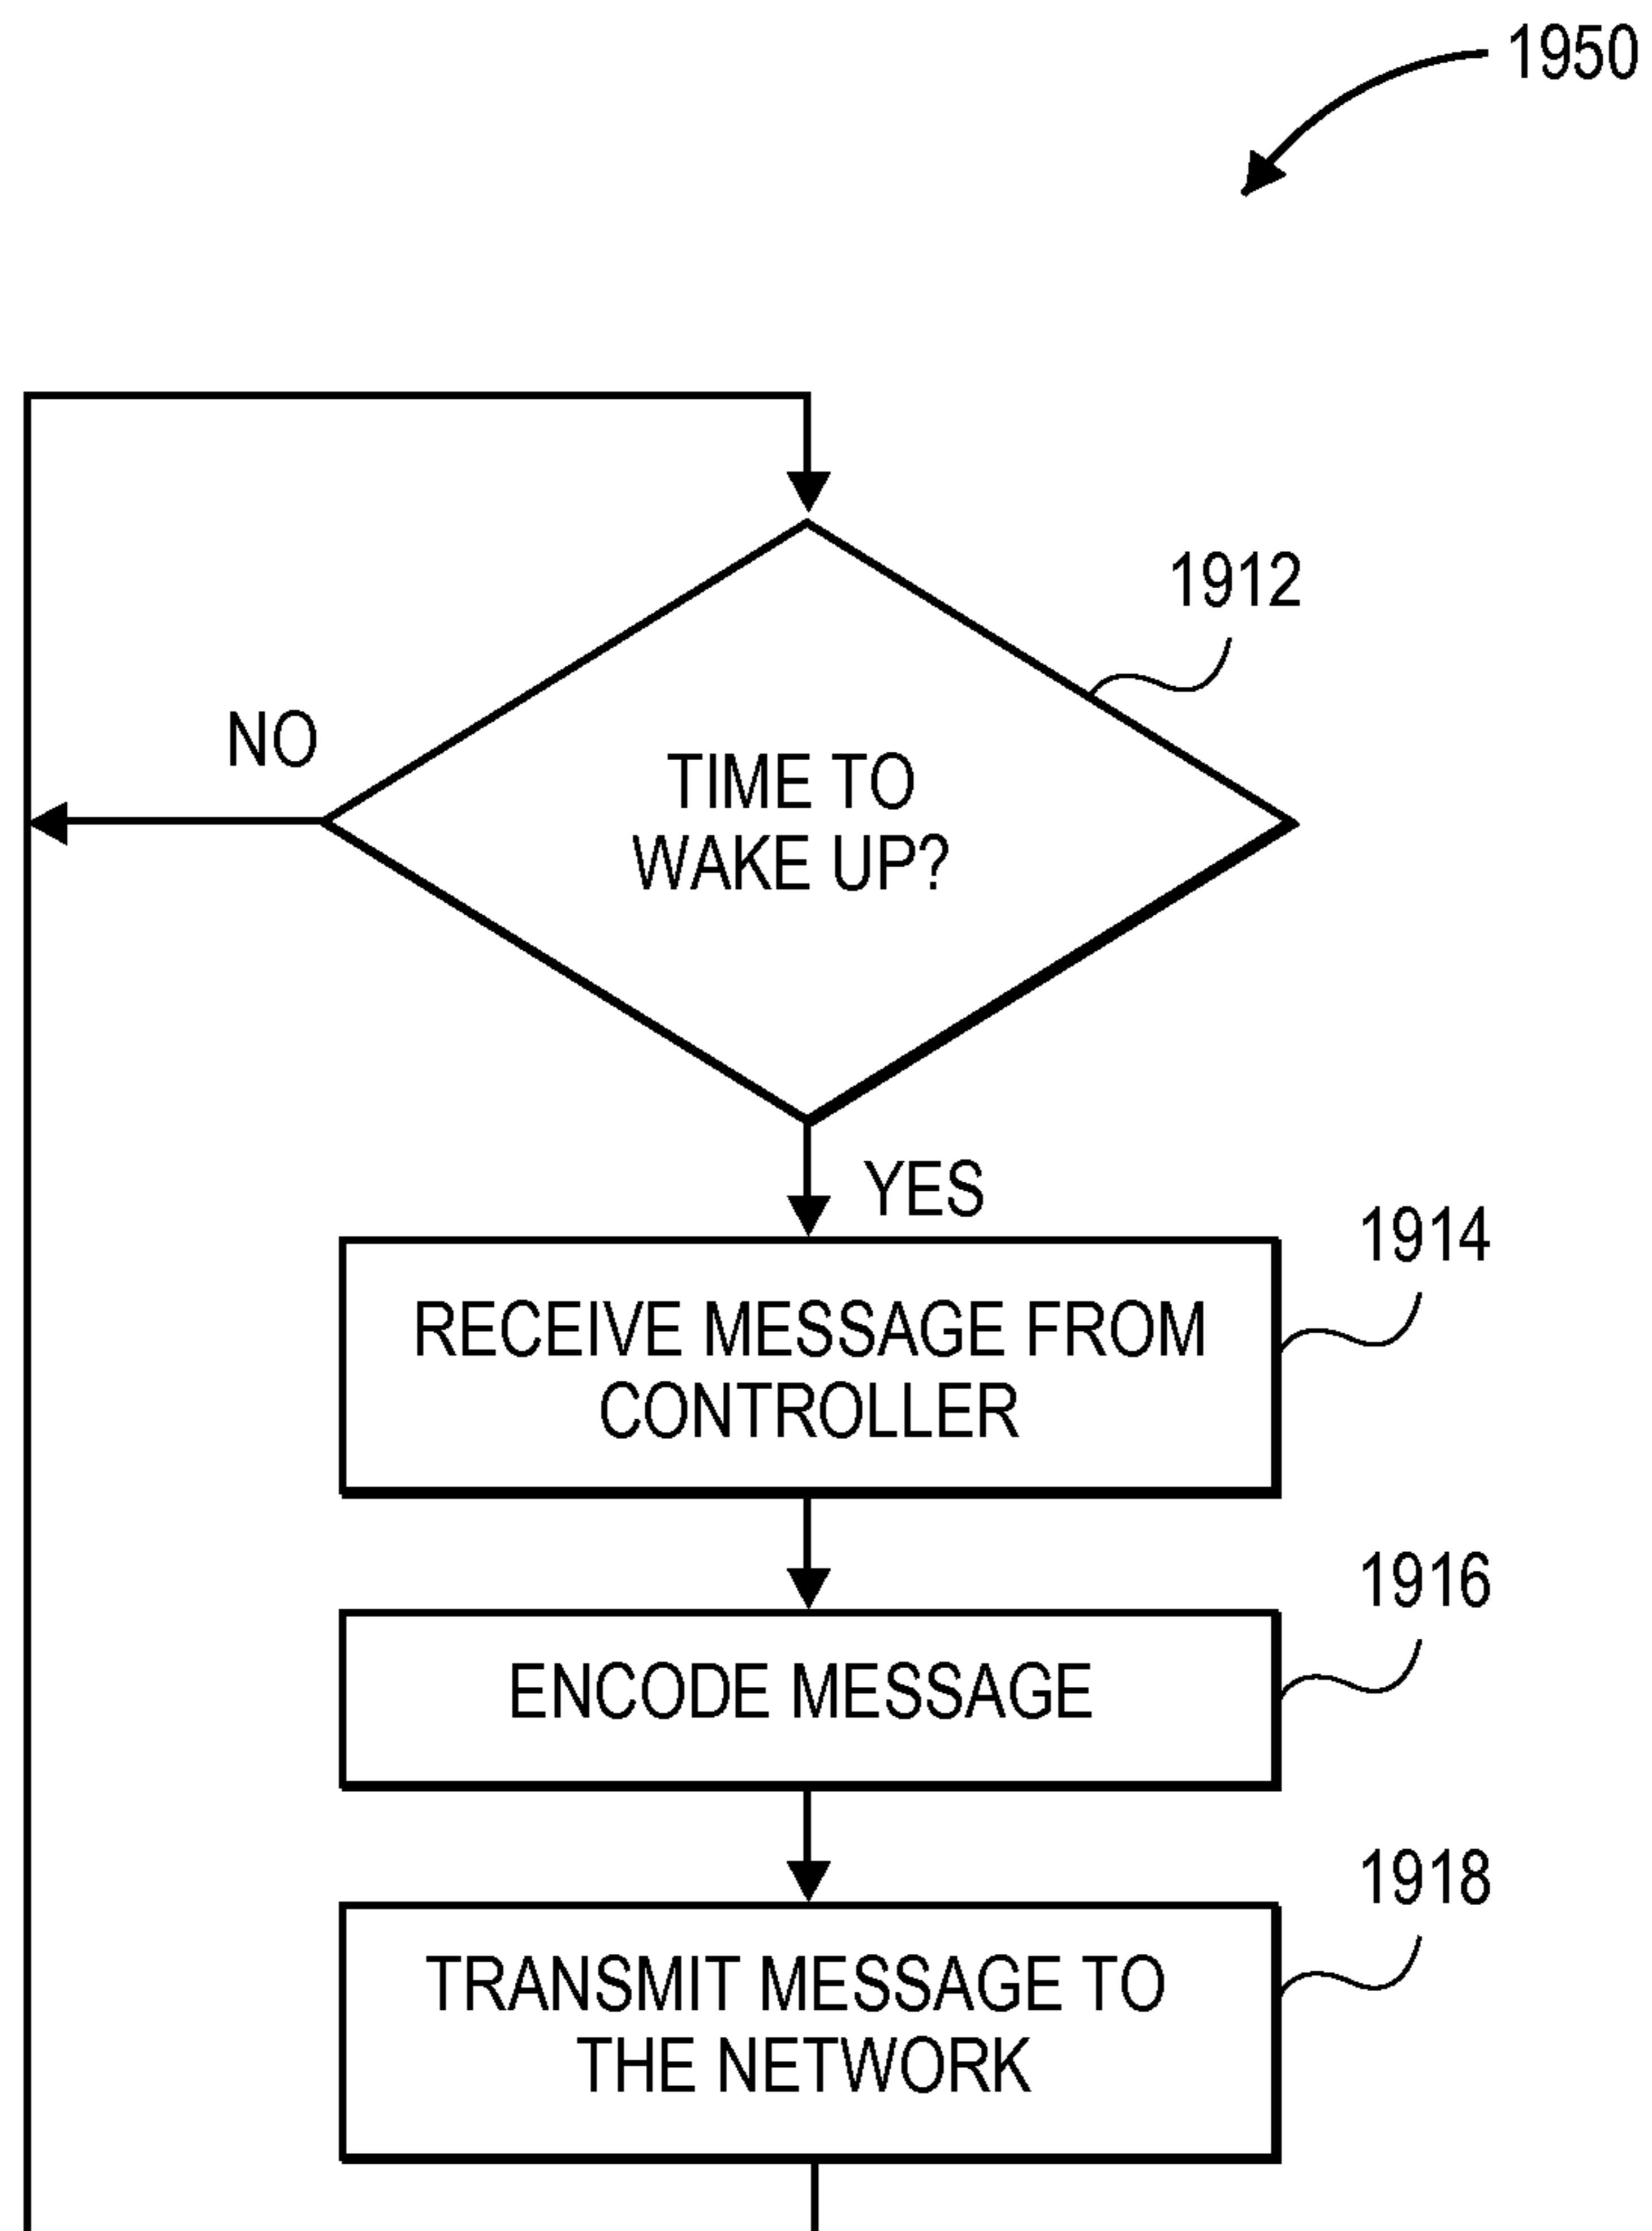 1950
1912
NO
TIME TO
WAKE UP?
YES
1914
RECEIVE MESSAGE FROM
CONTROLLER
1916
ENCODE MESSAGE
1918
TRANSMIT MESSAGE TO
THE NETWORK